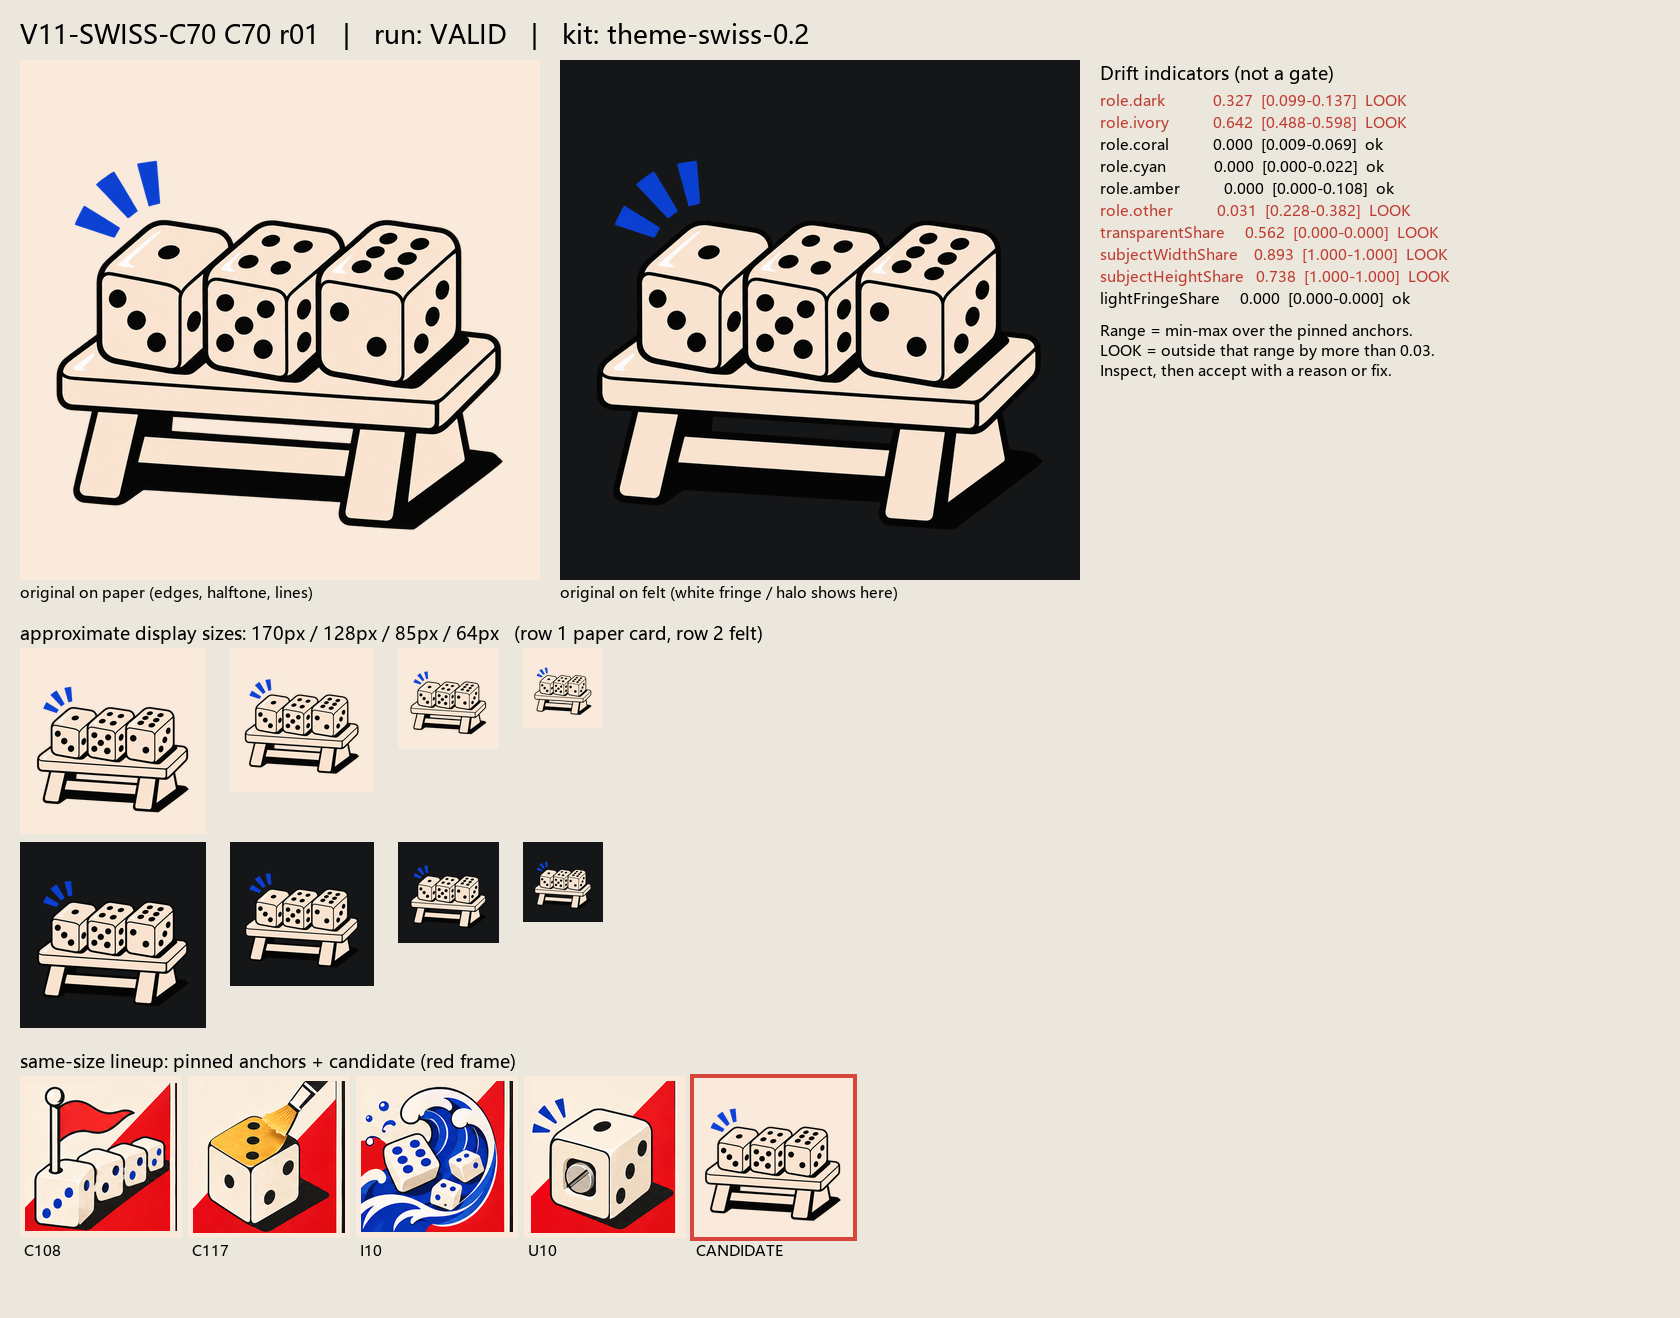 V11-SWISS-C70 C70 r01 | run: VALID | kit: theme-swiss-0.2
Drift indicators (not a gate)
role.dark 0.327 [0.099-0.137] LOOK
role.ivory 0.642 [0.488-0.598] LOOK
role.coral 0.000 [0.009-0.069] ok
role.cyan 0.000 [0.000-0.022] ok
role.amber 0.000 [0.000-0.108] ok
role.other 0.031 [0.228-0.382] LOOK
transparentShare 0.562 [0.000-0.000] LOOK
subjectWidthShare 0.893 [1.000-1.000] LOOK
subjectHeightShare 0.738 [1.000-1.000] LOOK
lightFringeShare 0.000 [0.000-0.000] ok
Range = min-max over the pinned anchors.
LOOK = outside that range by more than 0.03.
Inspect, then accept with a reason or fix.
original on paper (edges, halftone, lines)
original on felt (white fringe / halo shows here)
approximate display sizes: 170px / 128px / 85px / 64px (row 1 paper card, row 2 felt)
same-size lineup: pinned anchors + candidate (red frame)
C108
C117
I10
U10
CANDIDATE